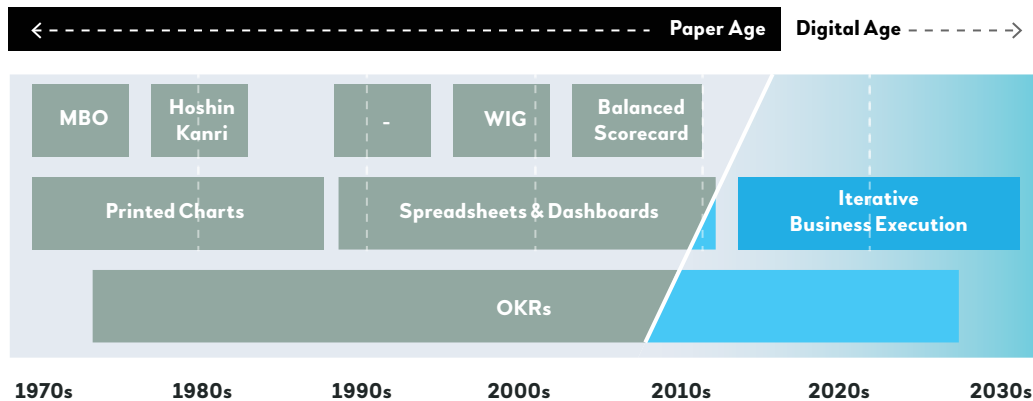 Paper Age
Digital Age
MBO
Hoshin
Kanri
-
WIG
Balanced
Scorecard
Printed Charts
Spreadsheets & Dashboards
Iterative
Business Execution
OKRs
1970s
1980s
1990s
2000s
2010s
2020s
2030s